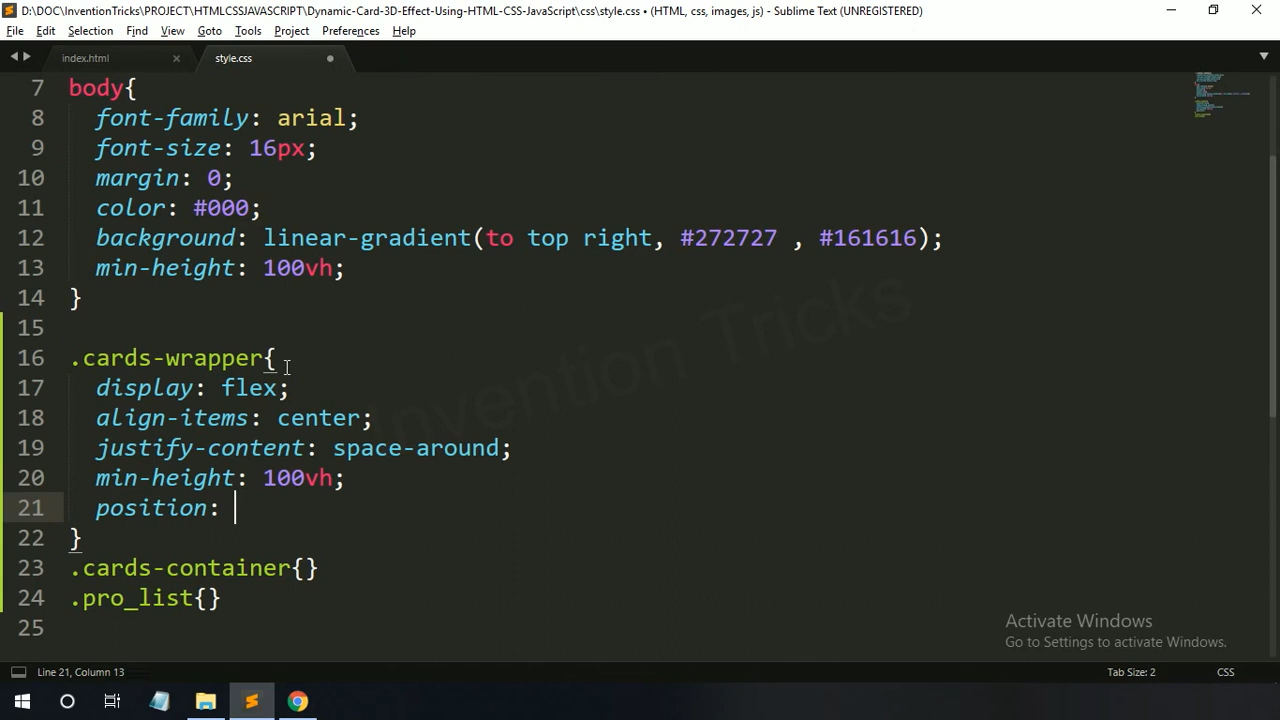 D:\DOC\InventionTricks\PROJECT\HTMLCSSJAVASCRIPT\Dynamic-Card-3D-Effect-Using-HTML-CSS-JavaScript\css\style.css • (HTML, css, images, js) - Sublime Text (UNREGISTERED)
File Edit Selection Find View Goto Tools Project Preferences Help
index.html style.css
7 body{
8 font-family: arial;
9 font-size: 16px;
10 margin: 0;
11 color: #000;
12 background: linear-gradient(to top right, #272727 , #161616);
13 min-height: 100vh;
14 }
15
16 .cards-wrapper{
17 display: flex;
18 align-items: center;
19 justify-content: space-around;
20 min-height: 100vh;
21 position:
22 }
23 .cards-container{}
24 .pro_list{}
25
Invention Tricks
Activate Windows
Go to Settings to activate Windows.
Line 21, Column 13 Tab Size: 2 CSS